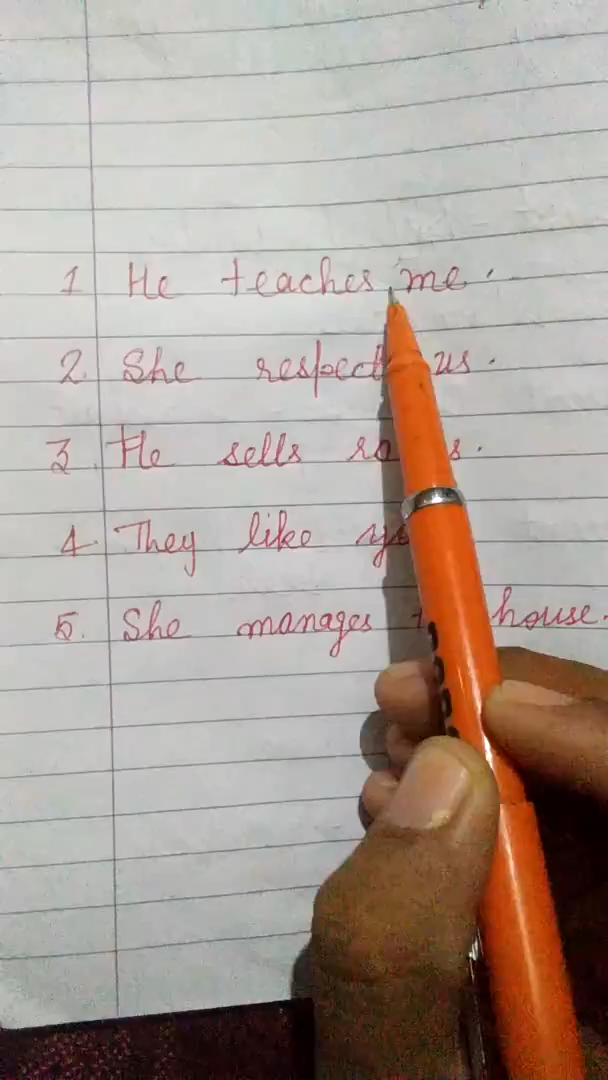 1 He teaches me.
2. She respect us.
3. He sells s.
4. They like
5. She manages house.